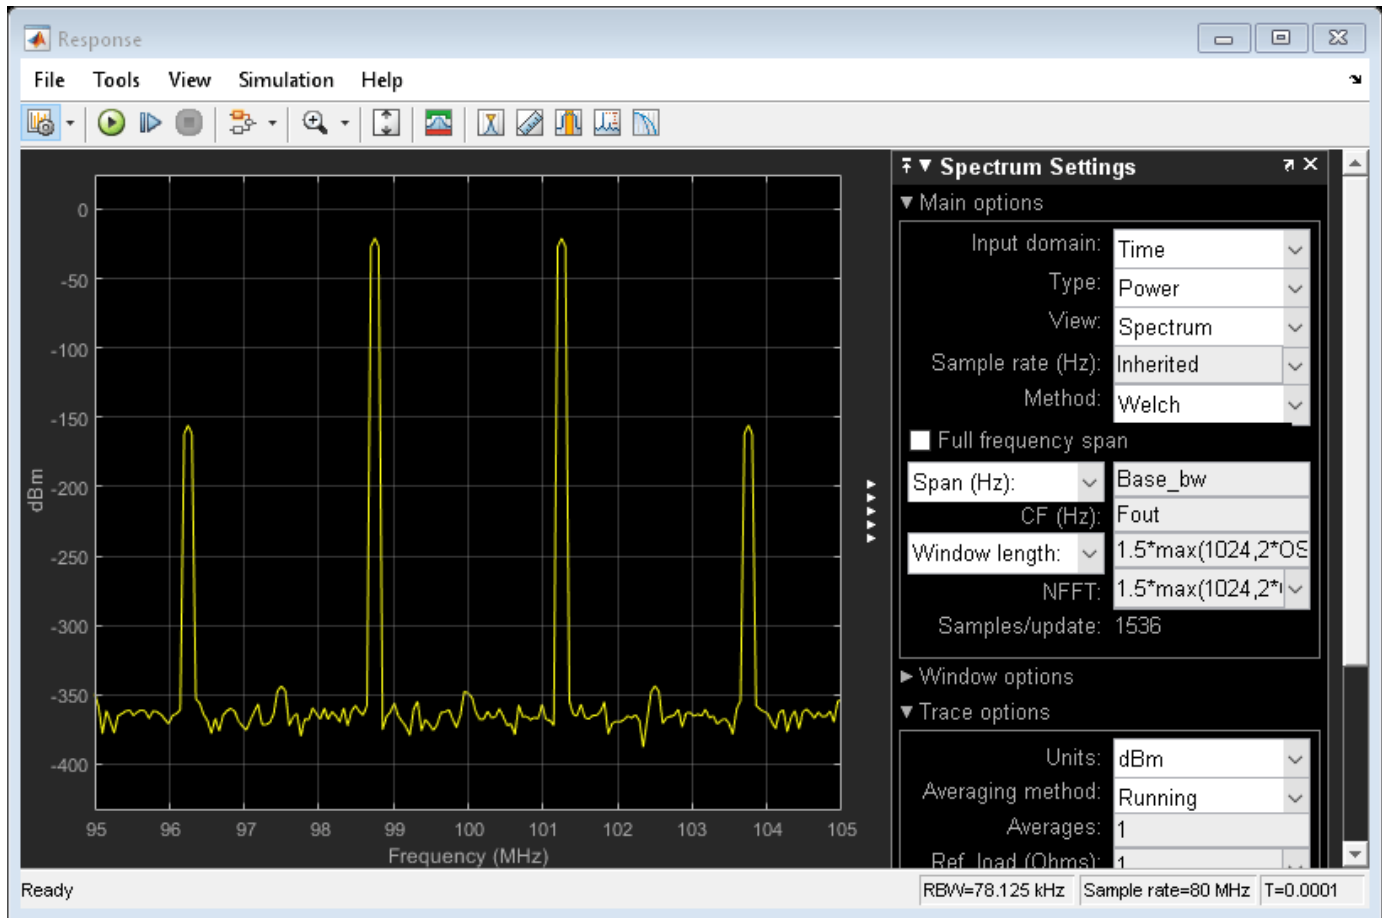 Response
File Tools View Simulation Help
0
-50
-100
-150
-200
-250
-300
-350
-400
dBm
95 96 97 98 99 100 101 102 103 104 105
Frequency (MHz)
Spectrum Settings
Main options
Input domain: Time
Type: Power
View: Spectrum
Sample rate (Hz): Inherited
Method: Welch
Full frequency span
Span (Hz): Base_bw
CF (Hz): Fout
Window length: 1.5*max(1024,2*OS
NFFT: 1.5*max(1024,2*
Samples/update: 1536
Window options
Trace options
Units: dBm
Averaging method: Running
Averages: 1
Ref. load (Ohms): 1
Ready
RBW=78.125 kHz Sample rate=80 MHz T=0.0001